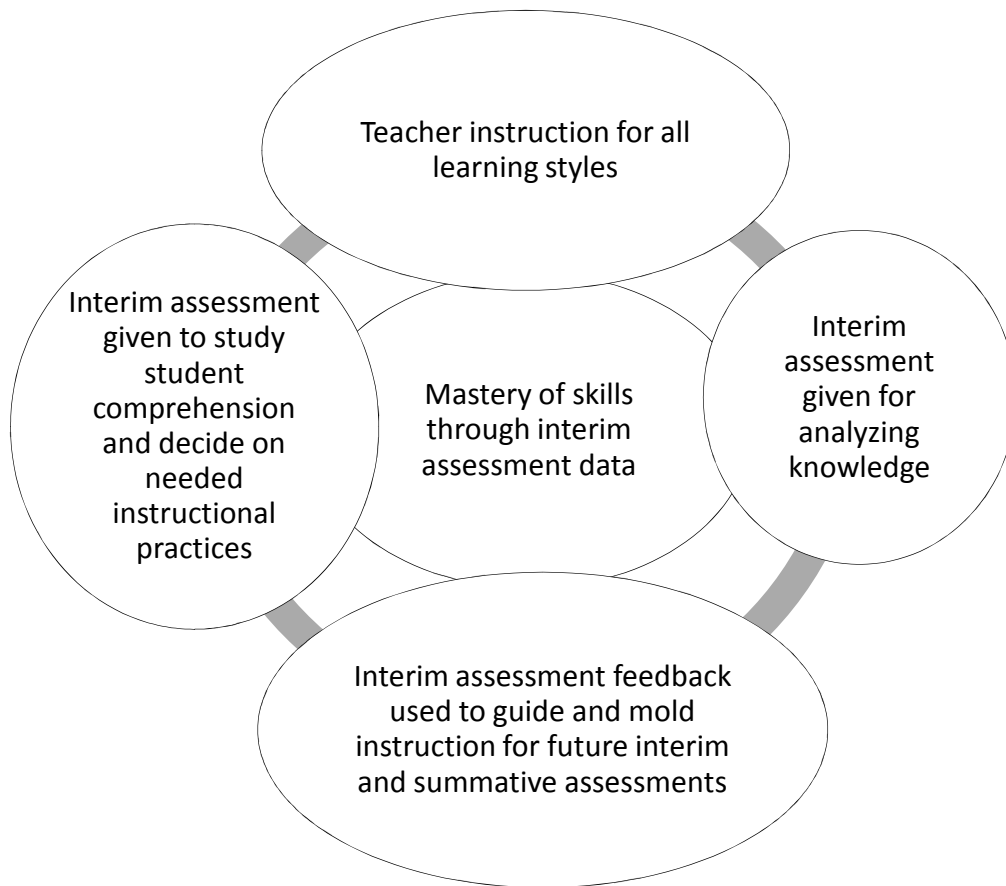 Teacher instruction for all
learning styles
Interim assessment
given to study
student
comprehension
and decide on
needed
instructional
practices
Mastery of skills
through interim
assessment data
Interim
assessment
given for
analyzing
knowledge
Interim assessment feedback
used to guide and mold
instruction for future interim
and summative assessments